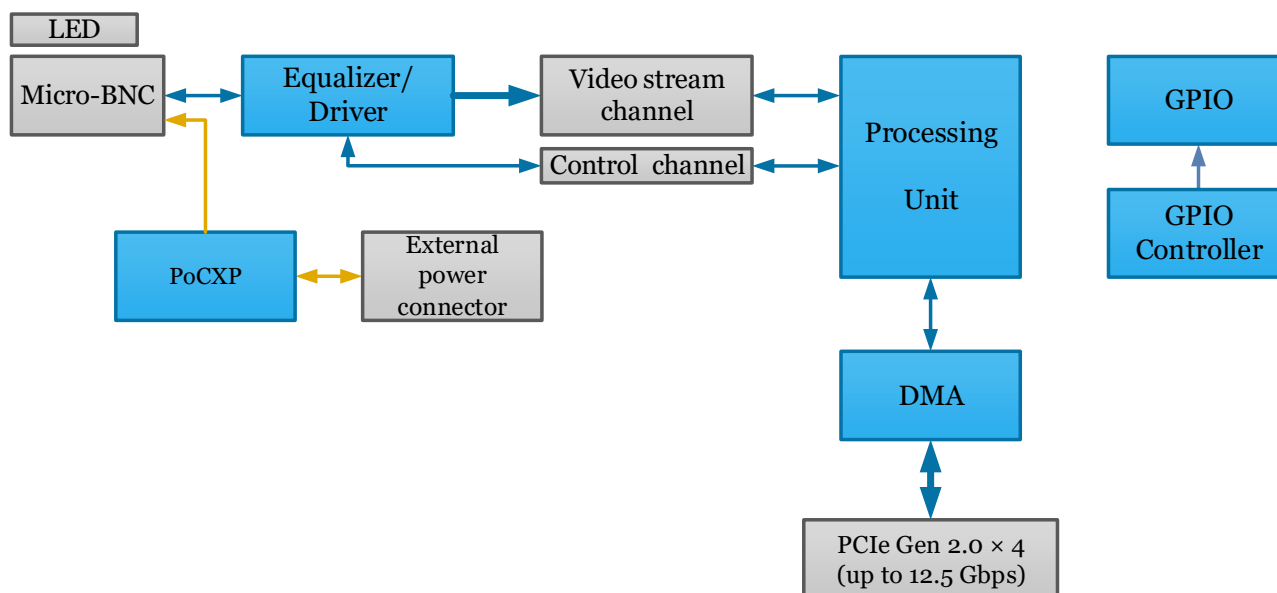 LED
Micro-BNC
Equalizer/
Driver
Video stream
channel
Control channel
Processing
Unit
GPIO
GPIO
Controller
PoCXP
External
power
connector
DMA
PCIe Gen 2.0 × 4
(up to 12.5 Gbps)